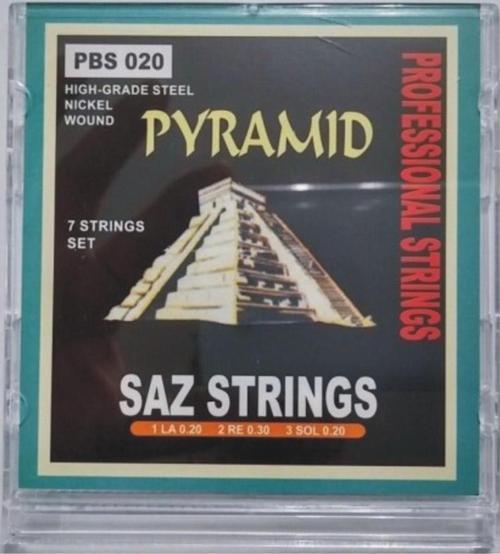 PBS 020
HIGH-GRADE STEEL
NICKEL
WOUND
PYRAMID
PROFESSIONAL STRINGS
7 STRINGS
SET
SAZ STRINGS
1 LA 0.20 2 RE 0.30 3 SOL 0.20